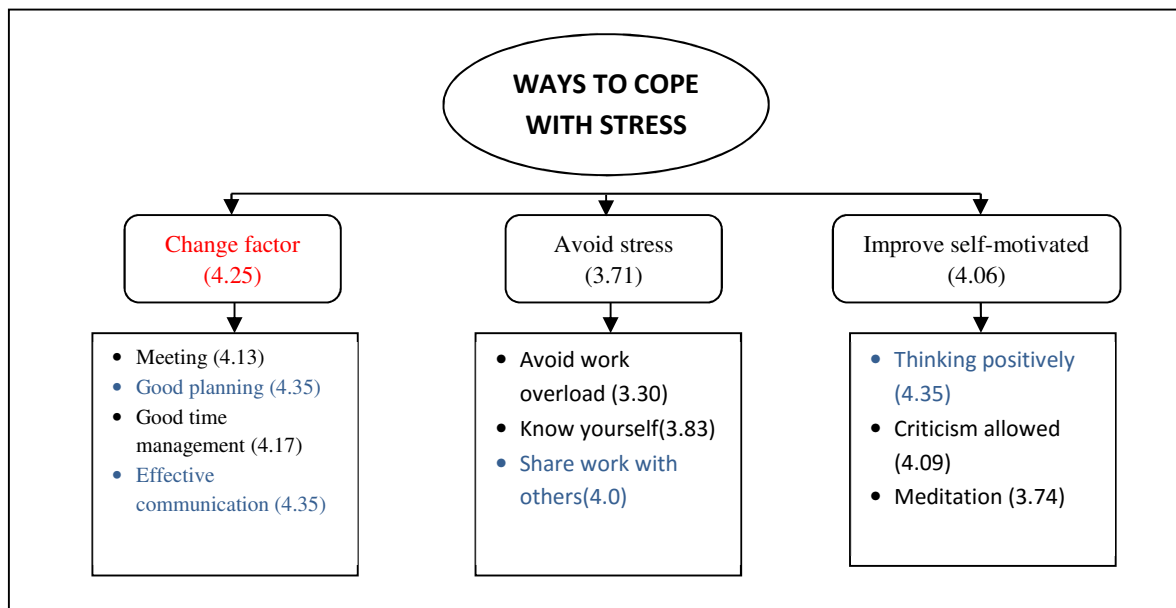 WAYS TO COPE
WITH STRESS
Change factor
(4.25)
Avoid stress
(3.71)
Improve self-motivated
(4.06)
• Meeting (4.13)
• Good planning (4.35)
• Good time
management (4.17)
• Effective
communication (4.35)
• Avoid work
overload (3.30)
• Know yourself(3.83)
• Share work with
others(4.0)
• Thinking positively
(4.35)
• Criticism allowed
(4.09)
• Meditation (3.74)